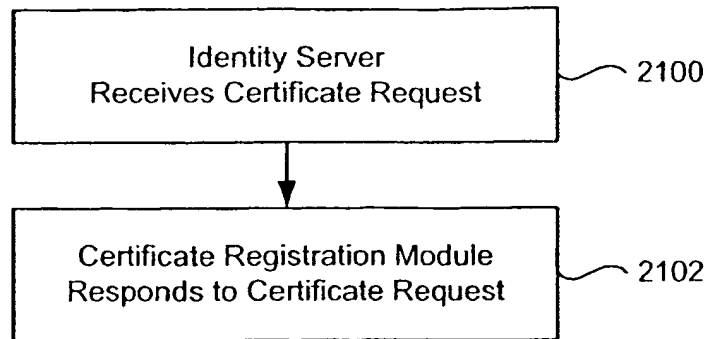 Identity Server
Receives Certificate Request
2100
Certificate Registration Module
Responds to Certificate Request
2102